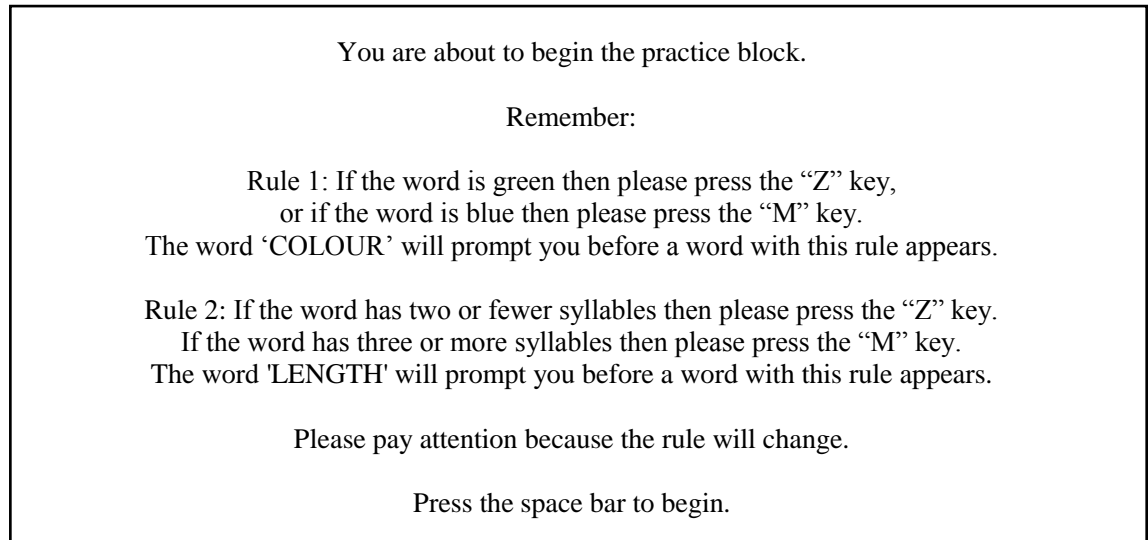 You are about to begin the practice block.
Remember:
Rule 1: If the word is green then please press the “Z” key,
or if the word is blue then please press the “M” key.
The word ‘COLOUR’ will prompt you before a word with this rule appears.
Rule 2: If the word has two or fewer syllables then please press the “Z” key.
If the word has three or more syllables then please press the “M” key.
The word 'LENGTH' will prompt you before a word with this rule appears.
Please pay attention because the rule will change.
Press the space bar to begin.